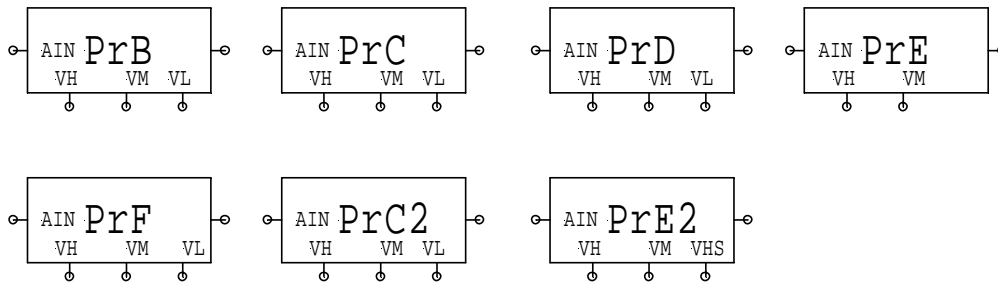 AIN PrB
VH VM VL
AIN PrC
VH VM VL
AIN PrD
VH VM VL
AIN PrE
VH VM
AIN PrF
VH VM VL
AIN PrC2
VH VM VL
AIN PrE2
VH VM VHS